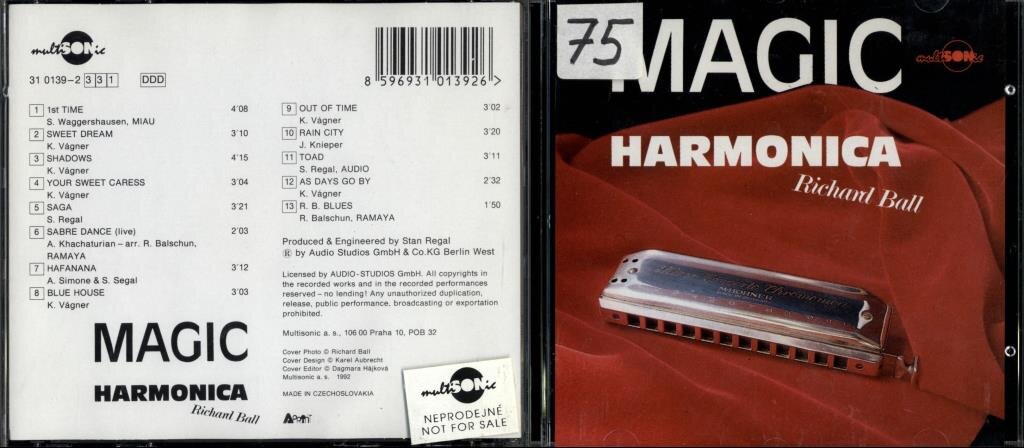 multiSONic
31 0139-2 331 DDD
8 596931 013926 >
1 1st TIME 4'08
S. Waggershausen, MIAU
2 SWEET DREAM 3'10
K. Vágner
3 SHADOWS 4'15
K. Vágner
4 YOUR SWEET CARESS 3'04
K. Vágner
5 SAGA 3'21
S. Regal
6 SABRE DANCE (live) 2'03
A. Khachaturian – arr. R. Balschun,
RAMAYA
7 HAFANANA 3'12
A. Simone & S. Segal
8 BLUE HOUSE 3'03
K. Vágner
9 OUT OF TIME 3'02
K. Vágner
10 RAIN CITY 3'20
J. Knieper
11 TOAD 3'11
S. Regal, AUDIO
12 AS DAYS GO BY 2'32
K. Vágner
13 R. B. BLUES 1'50
R. Balschun, RAMAYA
Produced & Engineered by Stan Regal
® by Audio Studios GmbH & Co.KG Berlin West
Licensed by AUDIO-STUDIOS GmbH. All copyrights in
the recorded works and in the recorded performances
reserved – no lending! Any unauthorized duplication,
release, public performance, broadcasting or exportation
prohibited.
Multisonic a. s., 106 00 Praha 10, POB 32
Cover Photo © Richard Ball
Cover Design © Karel Aubrecht
Cover Editor © Dagmara Hájková
Multisonic a. s. 1992
MADE IN CZECHOSLOVAKIA
MAGIC
HARMONICA
Richard Ball
multiSONic
NEPRODEJNÉ
NOT FOR SALE
75
MAGIC
multiSONic
HARMONICA
Richard Ball
M. HOHNER